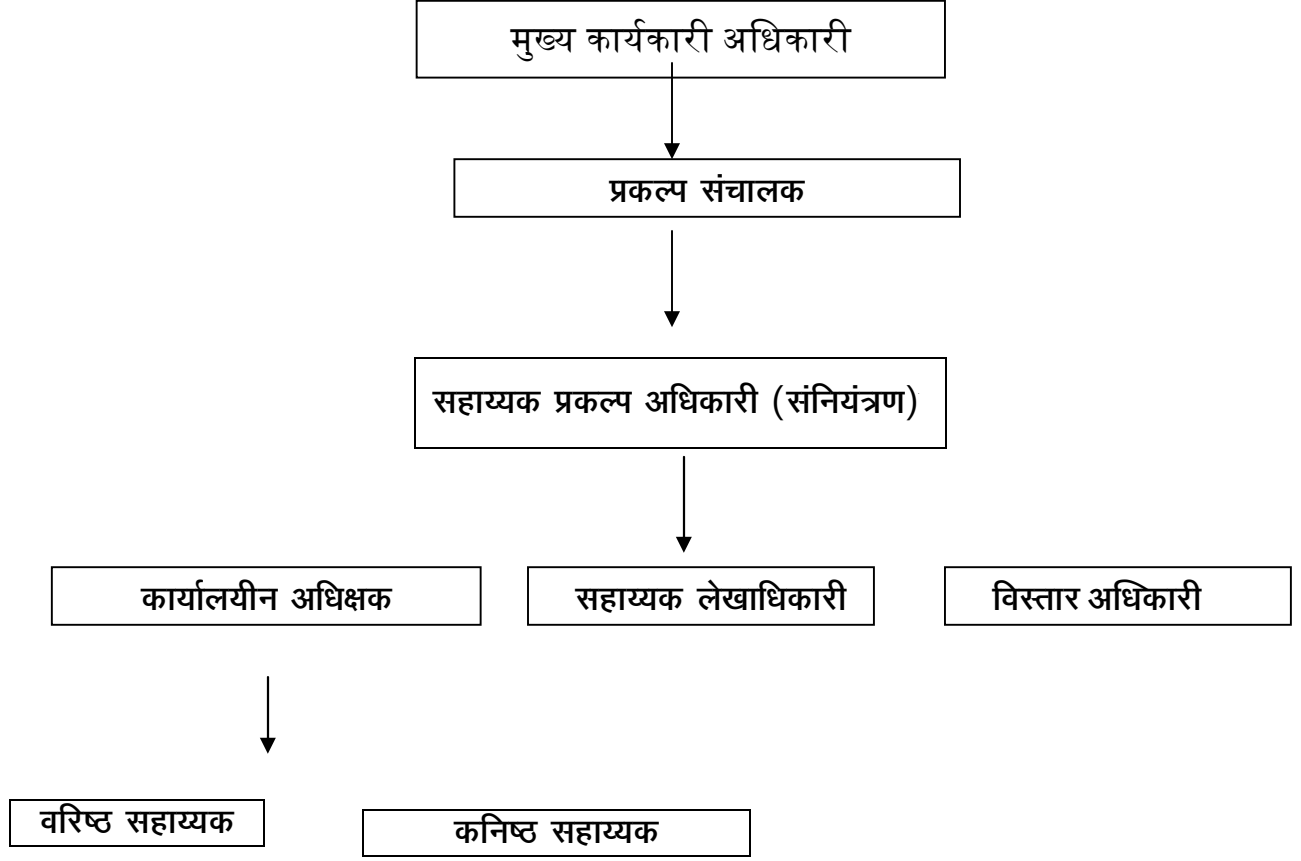 मुख्य कार्यकारी अधिकारी
प्रकल्प संचालक
सहाय्यक प्रकल्प अधिकारी (संनियंत्रण)
कार्यालयीन अधिक्षक
सहाय्यक लेखाधिकारी
विस्तार अधिकारी
वरिष्ठ सहाय्यक
कनिष्ठ सहाय्यक